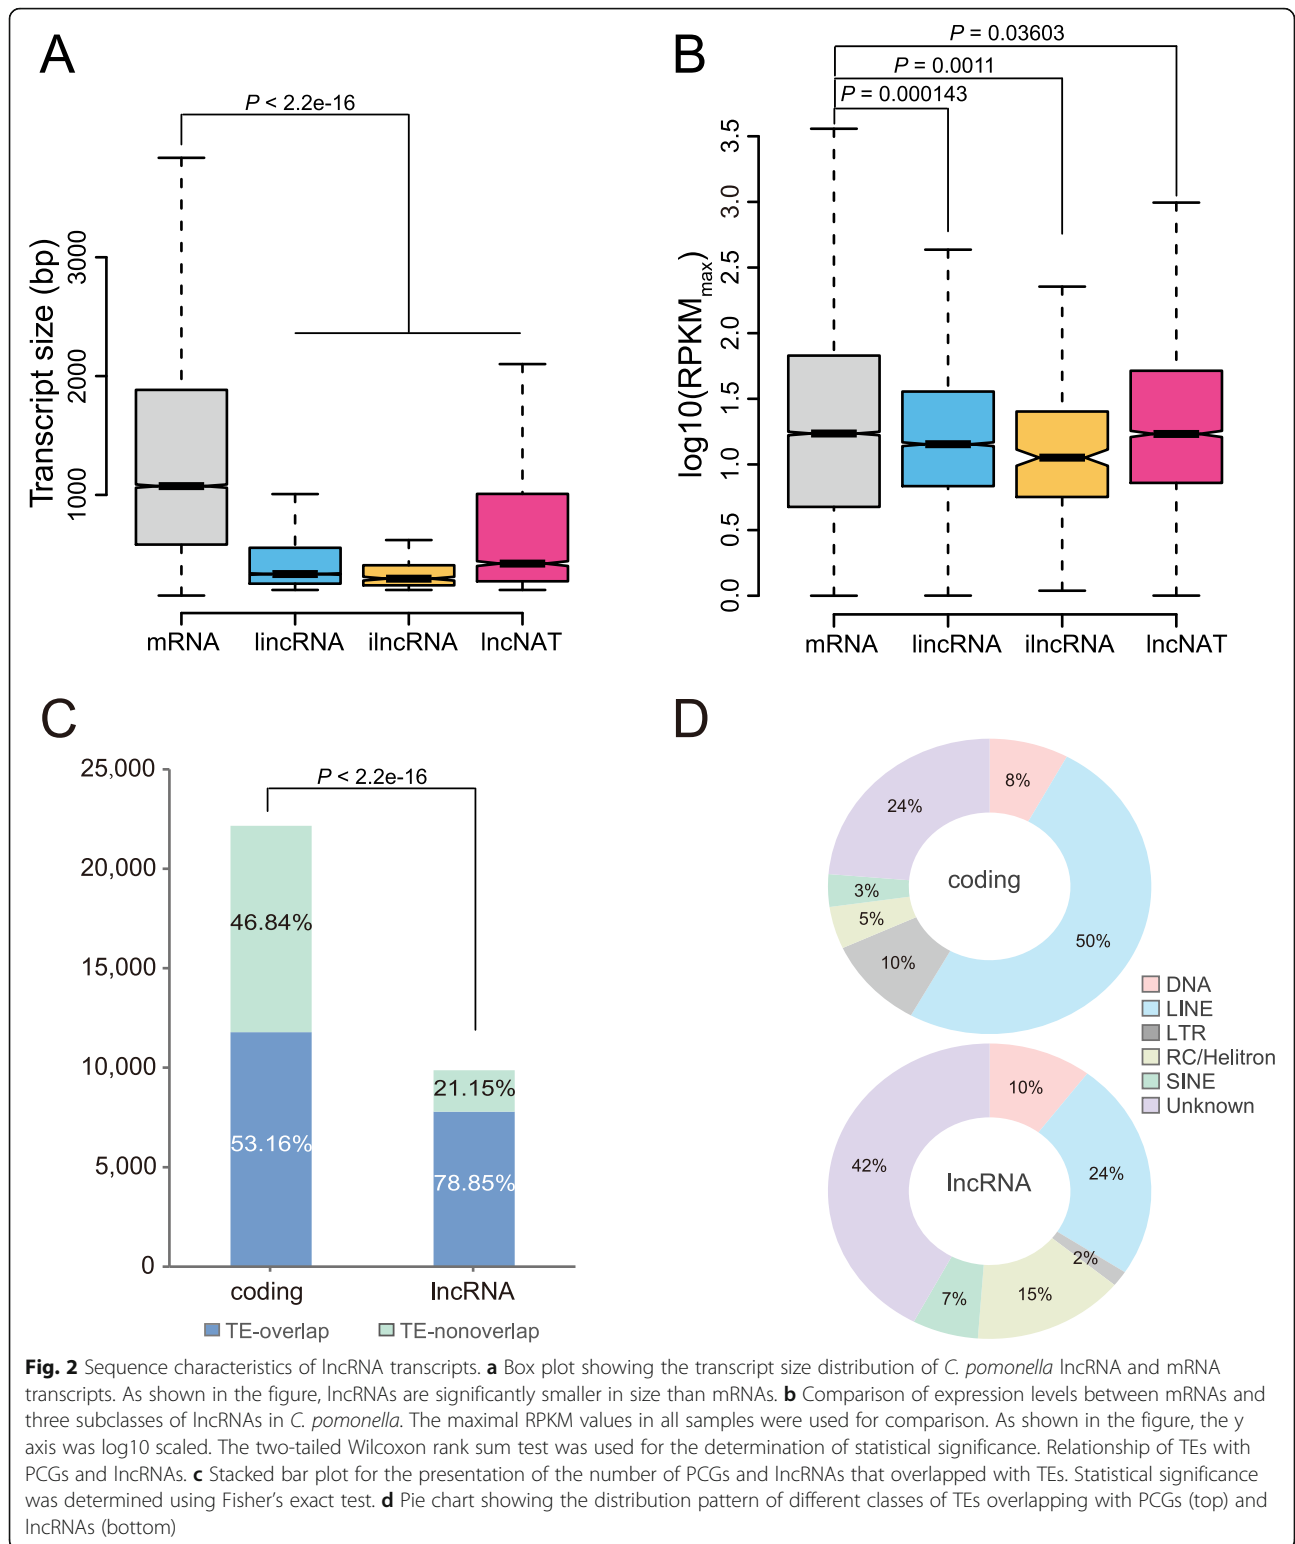 A
P < 2.2e-16
Transcript size (bp)
3000
2000
1000
mRNA
lincRNA
ilncRNA
lncNAT
B
P = 0.03603
P = 0.0011
P = 0.000143
log10(RPKMmax)
3.5
3.0
2.5
2.0
1.5
1.0
0.5
0.0
mRNA
lincRNA
ilncRNA
lncNAT
C
25,000
20,000
15,000
10,000
5,000
0
P < 2.2e-16
46.84%
53.16%
21.15%
78.85%
coding
lncRNA
TE-overlap
TE-nonoverlap
D
8%
24%
3%
5%
10%
50%
coding
DNA
LINE
LTR
RC/Helitron
SINE
Unknown
10%
42%
24%
2%
15%
7%
lncRNA
Fig. 2 Sequence characteristics of lncRNA transcripts. a Box plot showing the transcript size distribution of C. pomonella lncRNA and mRNA
transcripts. As shown in the figure, lncRNAs are significantly smaller in size than mRNAs. b Comparison of expression levels between mRNAs and
three subclasses of lncRNAs in C. pomonella. The maximal RPKM values in all samples were used for comparison. As shown in the figure, the y
axis was log10 scaled. The two-tailed Wilcoxon rank sum test was used for the determination of statistical significance. Relationship of TEs with
PCGs and lncRNAs. c Stacked bar plot for the presentation of the number of PCGs and lncRNAs that overlapped with TEs. Statistical significance
was determined using Fisher's exact test. d Pie chart showing the distribution pattern of different classes of TEs overlapping with PCGs (top) and
lncRNAs (bottom)